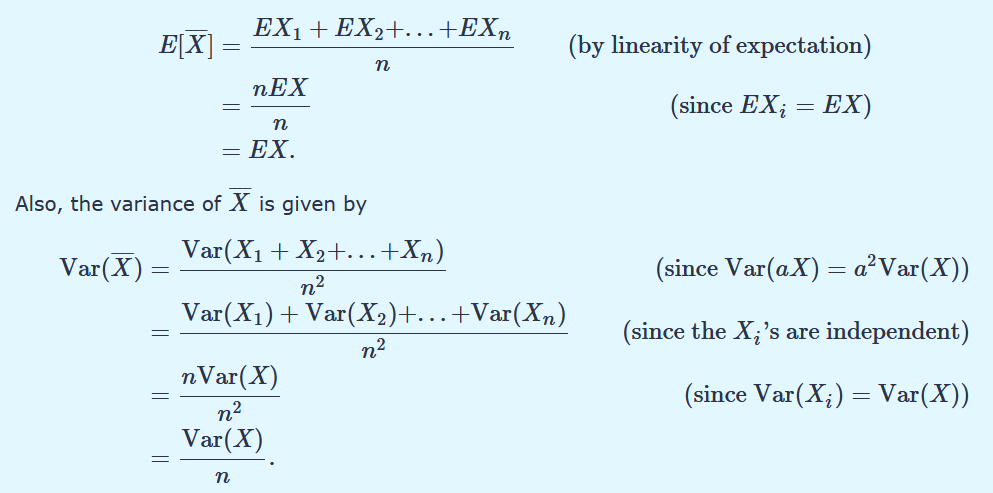 E[X̅] = (EX₁ + EX₂+...+EXₙ)/n (by linearity of expectation)
= nEX/n (since EXᵢ = EX)
= EX.
Also, the variance of X̅ is given by
Var(X̅) = Var(X₁ + X₂+...+Xₙ)/n² (since Var(aX) = a²Var(X))
= (Var(X₁) + Var(X₂)+...+Var(Xₙ))/n² (since the Xᵢ's are independent)
= nVar(X)/n² (since Var(Xᵢ) = Var(X))
= Var(X)/n.